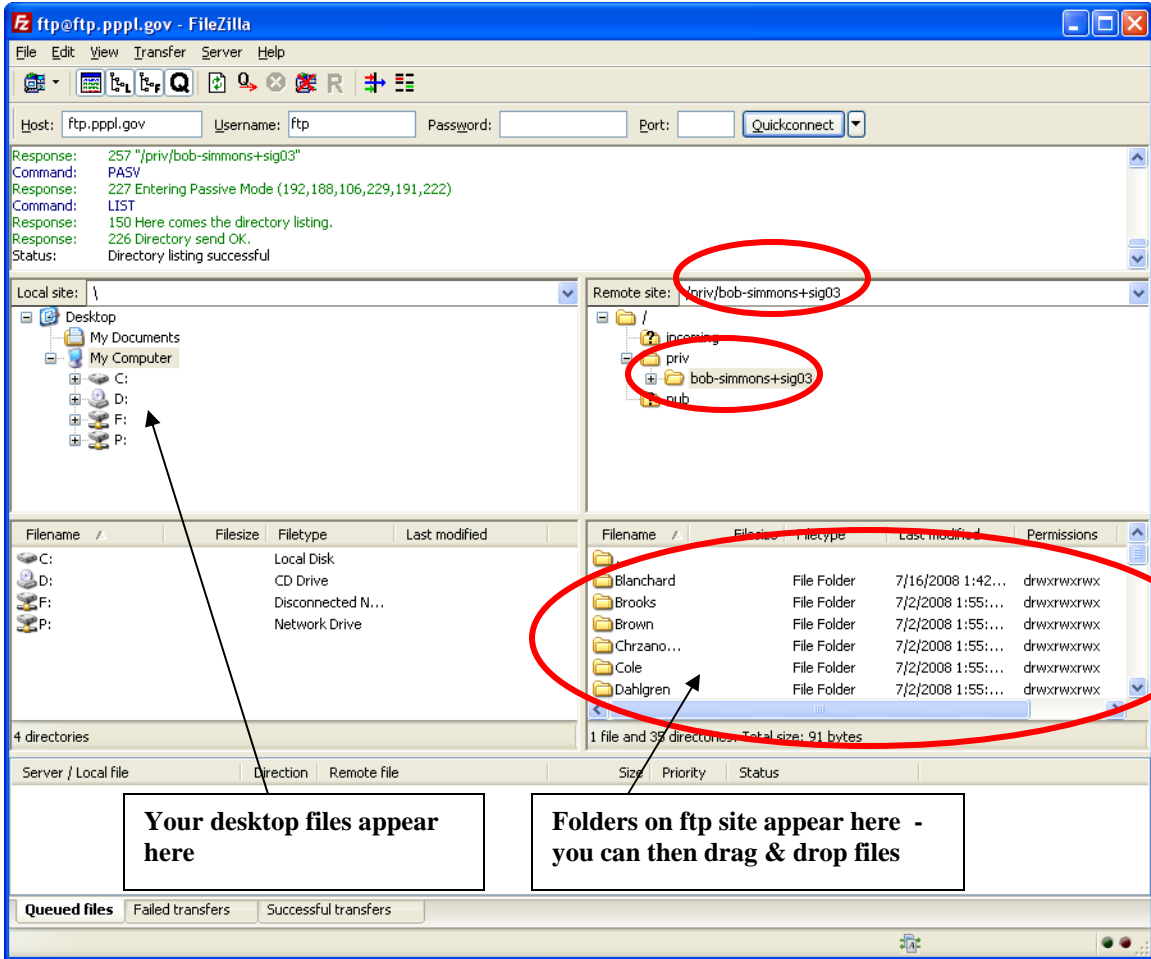 ftp@ftp.pppl.gov - FileZilla
File Edit View Transfer Server Help
Host: ftp.pppl.gov Username: ftp Password: Port: Quickconnect
Response: 257 "/priv/bob-simmons+sig03"
Command: PASV
Response: 227 Entering Passive Mode (192,188,106,229,191,222)
Command: LIST
Response: 150 Here comes the directory listing.
Response: 226 Directory send OK.
Status: Directory listing successful
Local site: \
Desktop
My Documents
My Computer
C:
D:
F:
P:
Remote site: /priv/bob-simmons+sig03
/
incoming
priv
bob-simmons+sig03
pub
Filename Filesize Filetype Last modified
C: Local Disk
D: CD Drive
F: Disconnected N...
P: Network Drive
4 directories
Filename Filesize Filetype Last modified Permissions
..
Blanchard File Folder 7/16/2008 1:42... drwxrwxrwx
Brooks File Folder 7/2/2008 1:55:... drwxrwxrwx
Brown File Folder 7/2/2008 1:55:... drwxrwxrwx
Chrzano... File Folder 7/2/2008 1:55:... drwxrwxrwx
Cole File Folder 7/2/2008 1:55:... drwxrwxrwx
Dahlgren File Folder 7/2/2008 1:55:... drwxrwxrwx
1 file and 35 directories. Total size: 91 bytes
Server / Local file Direction Remote file Size Priority Status
Your desktop files appear
here
Folders on ftp site appear here -
you can then drag & drop files
Queued files Failed transfers Successful transfers